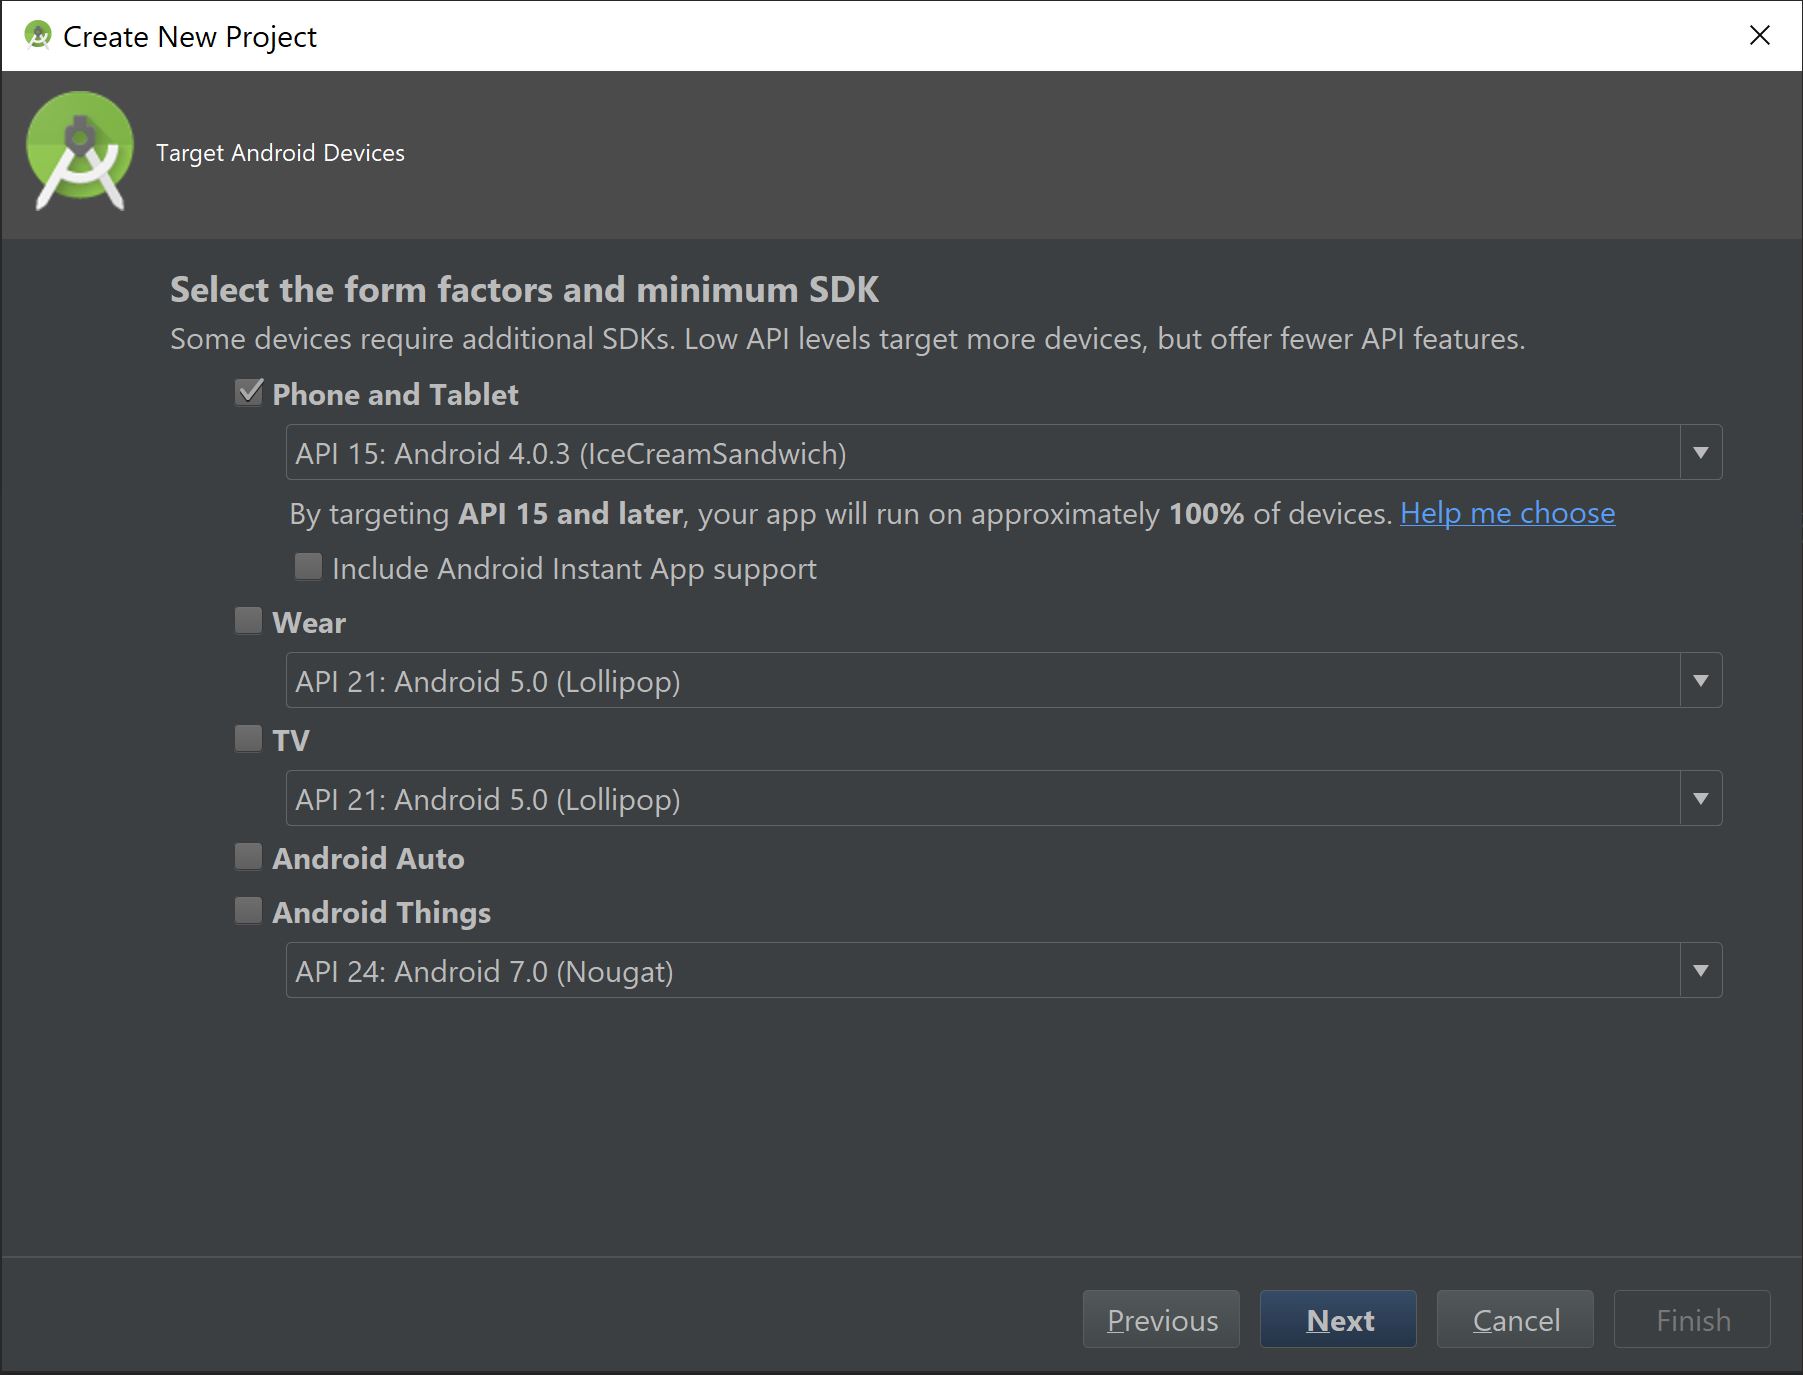 Create New Project
Target Android Devices
Select the form factors and minimum SDK
Some devices require additional SDKs. Low API levels target more devices, but offer fewer API features.
Phone and Tablet
API 15: Android 4.0.3 (IceCreamSandwich)
By targeting API 15 and later, your app will run on approximately 100% of devices. Help me choose
Include Android Instant App support
Wear
API 21: Android 5.0 (Lollipop)
TV
API 21: Android 5.0 (Lollipop)
Android Auto
Android Things
API 24: Android 7.0 (Nougat)
Previous Next Cancel Finish